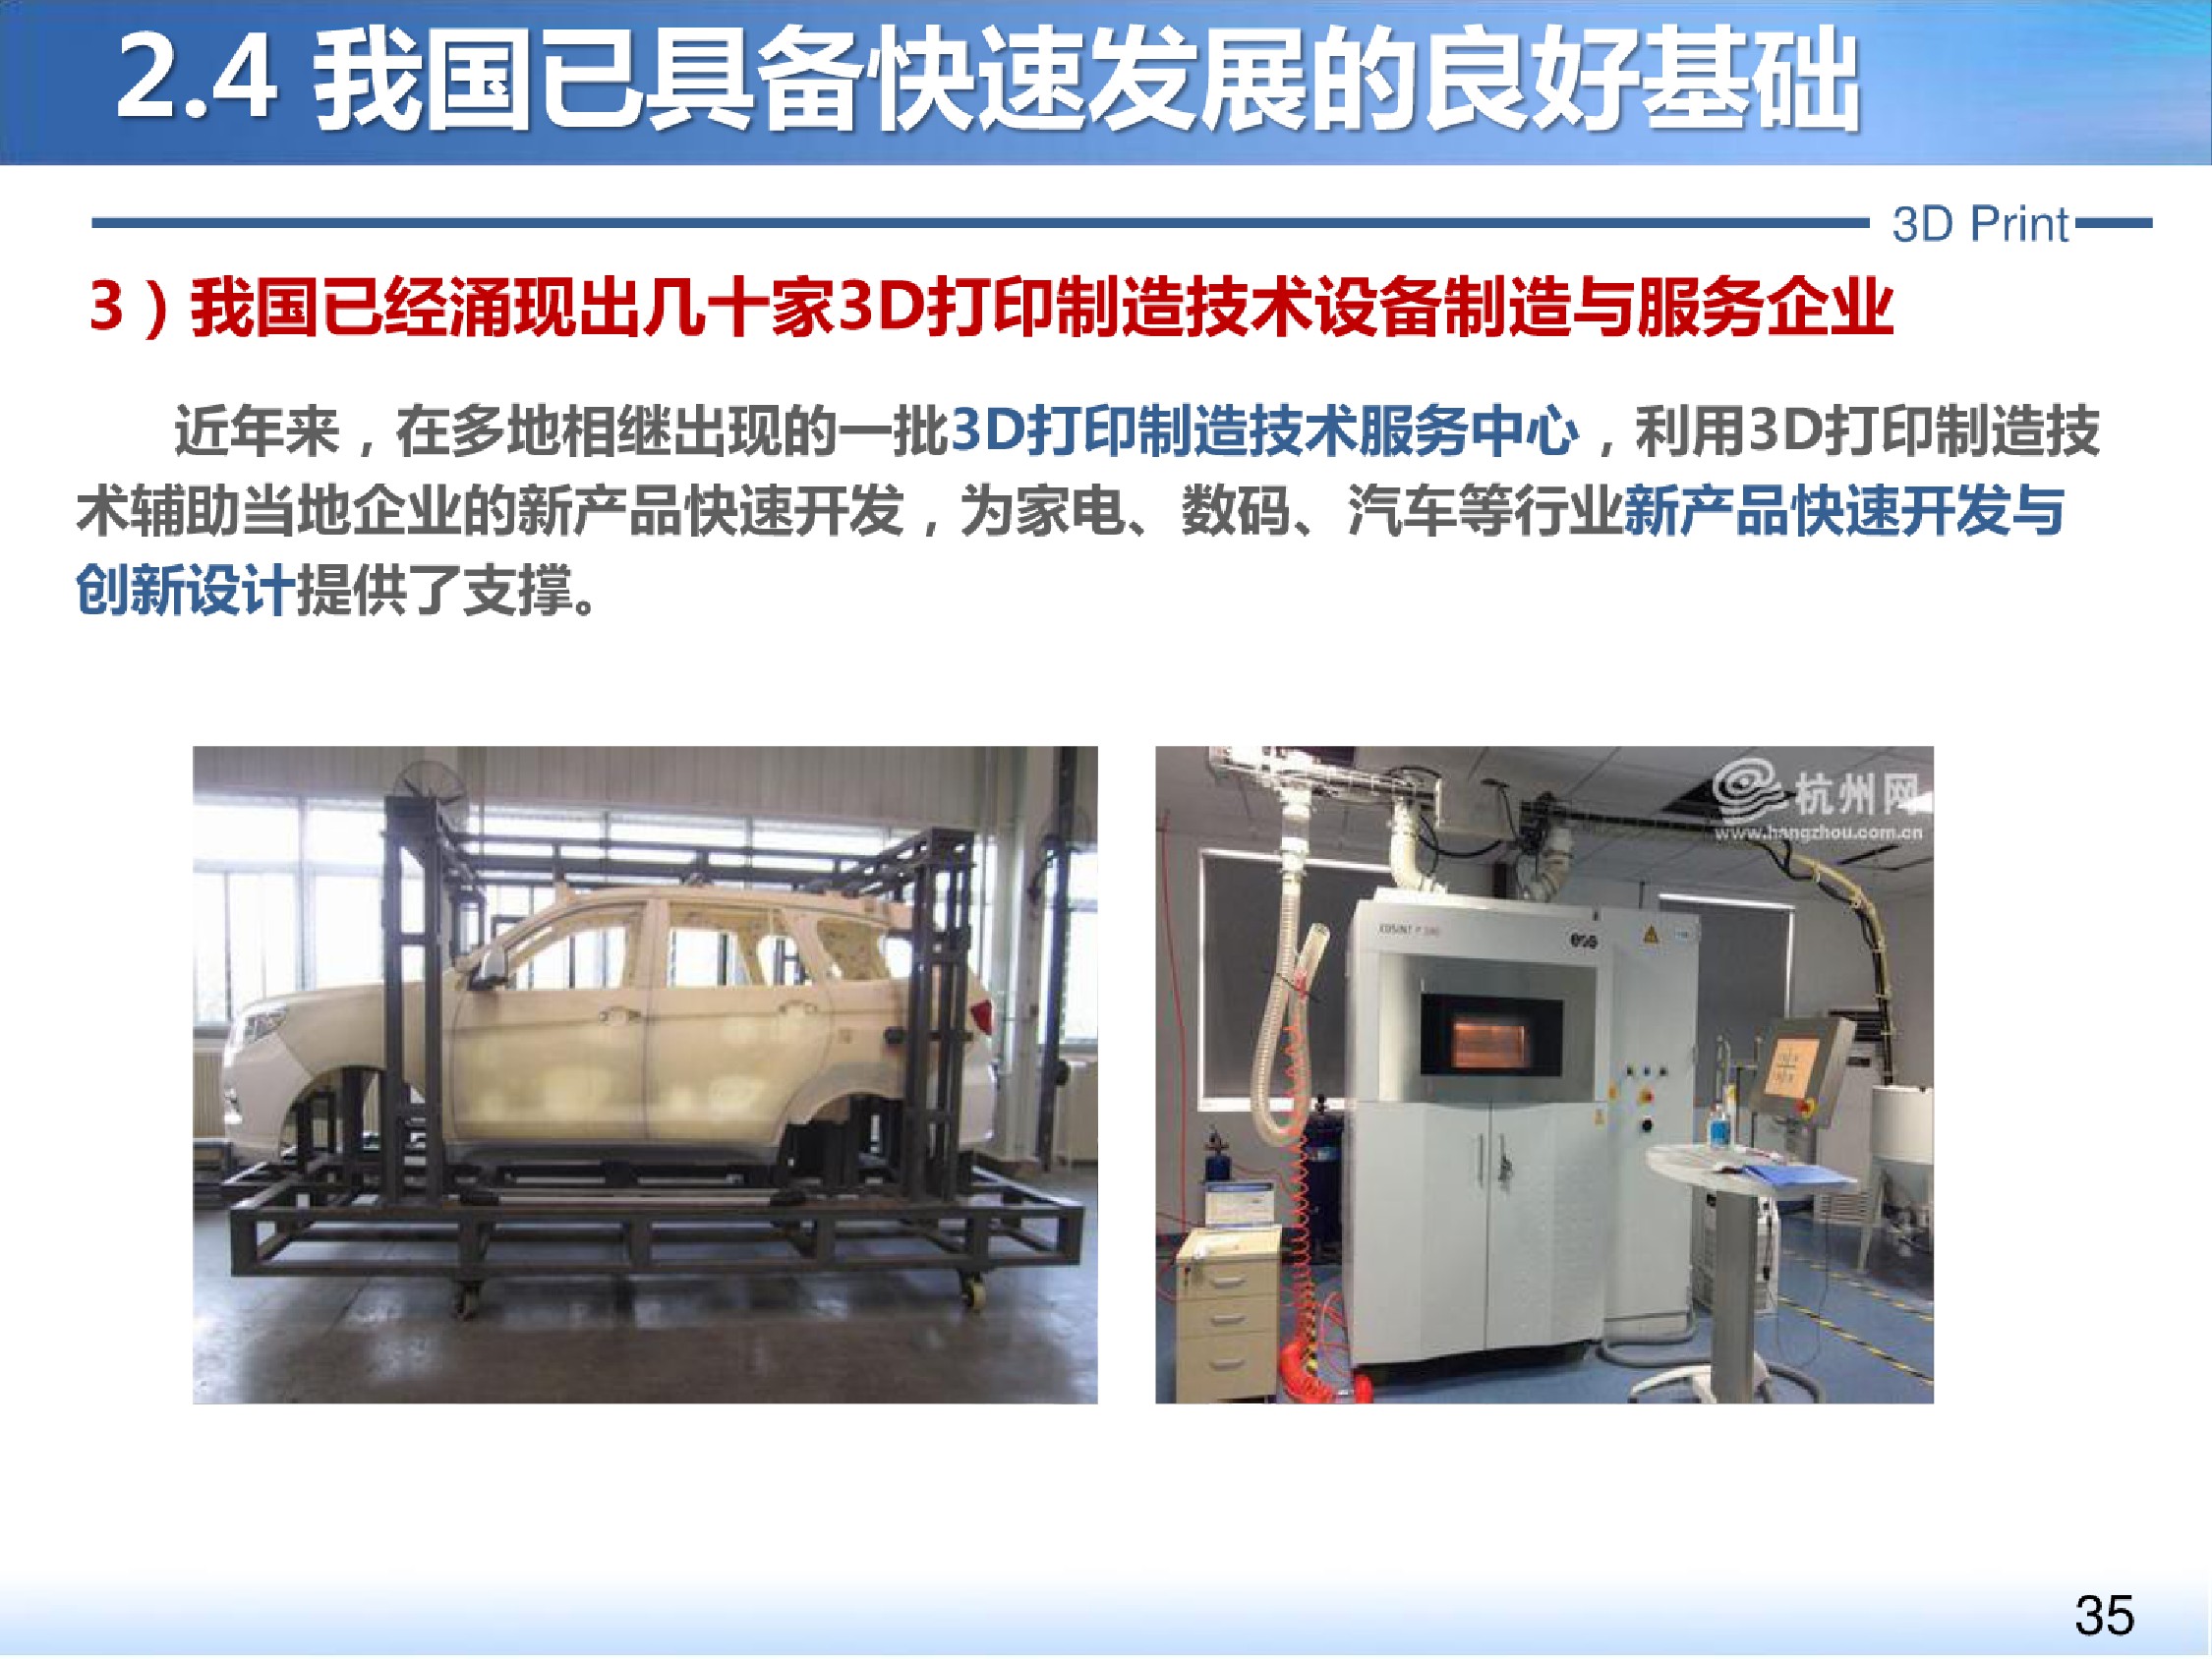 2.4 我国已具备快速发展的良好基础
3D Print
3）我国已经涌现出几十家3D打印制造技术设备制造与服务企业
近年来，在多地相继出现的一批3D打印制造技术服务中心，利用3D打印制造技
术辅助当地企业的新产品快速开发，为家电、数码、汽车等行业新产品快速开发与
创新设计提供了支撑。
杭州网
www.hangzhou.com.cn
EOSINT P
eos
35